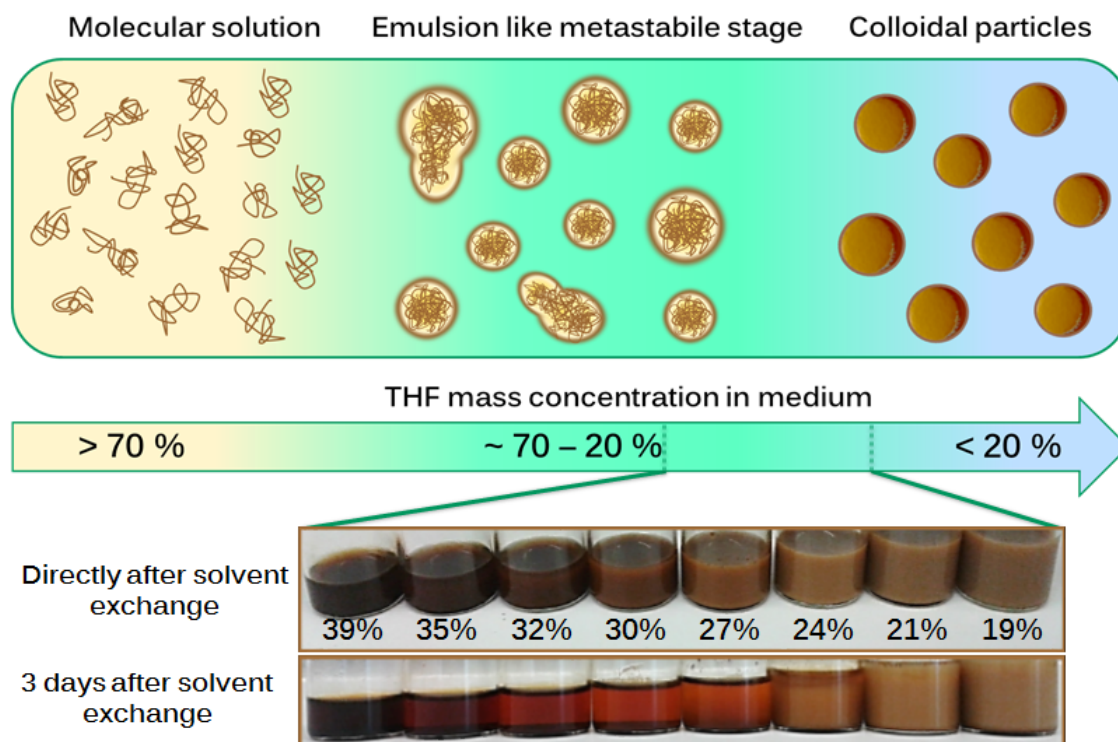 Molecular solution
Emulsion like metastabile stage
Colloidal particles
THF mass concentration in medium
> 70 %
~ 70 – 20 %
< 20 %
Directly after solvent
exchange
39%
35%
32%
30%
27%
24%
21%
19%
3 days after solvent
exchange